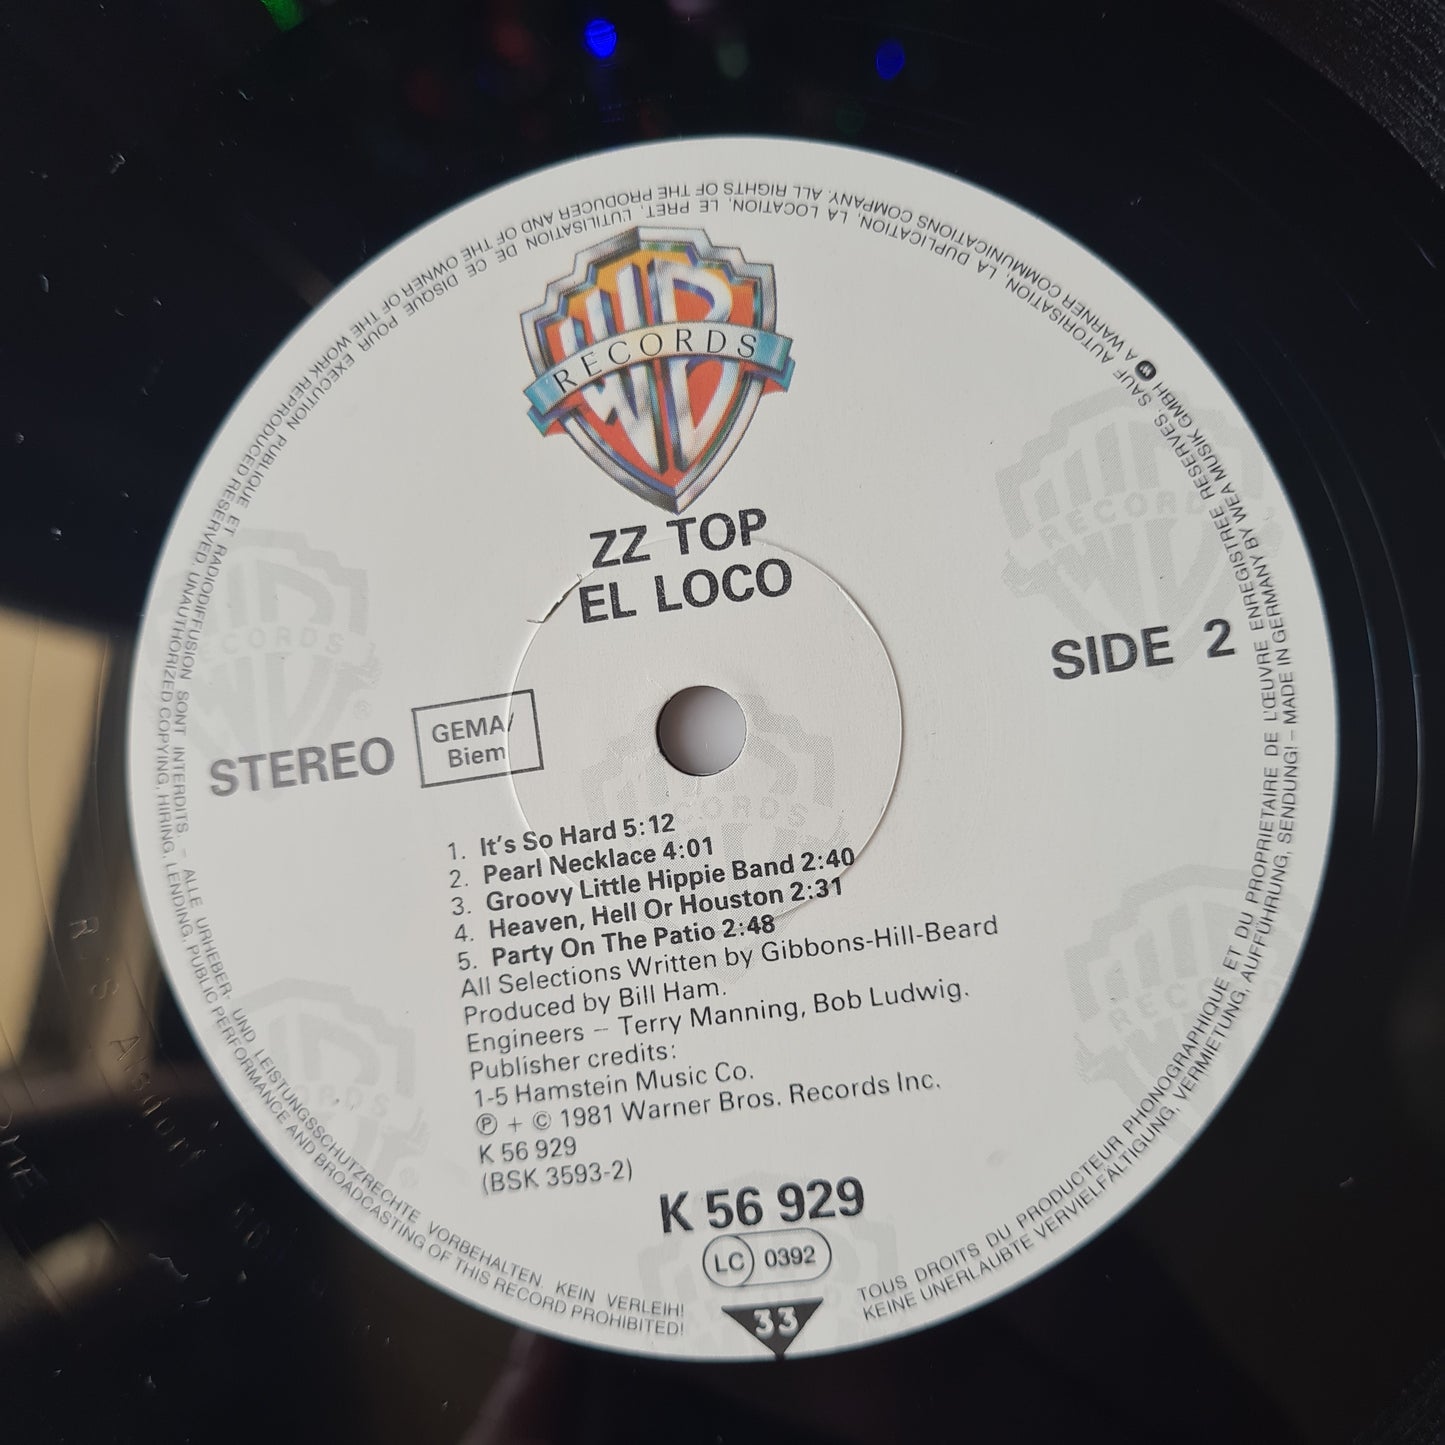 WB
RECORDS
ZZ TOP
EL LOCO
SIDE 2
STEREO
GEMA/
Biem
1. It's So Hard 5:12
2. Pearl Necklace 4:01
3. Groovy Little Hippie Band 2:40
4. Heaven, Hell Or Houston 2:31
5. Party On The Patio 2:48
All Selections Written by Gibbons-Hill-Beard
Produced by Bill Ham.
Engineers – Terry Manning, Bob Ludwig.
Publisher credits:
1-5 Hamstein Music Co.
Ⓟ + © 1981 Warner Bros. Records Inc.
K 56 929
(BSK 3593-2)
K 56 929
LC 0392
33
TOUS DROITS DU PRODUCTEUR PHONOGRAPHIQUE ET DU PROPRIETAIRE DE L'ŒUVRE ENREGISTREE RESERVES. SAUF AUTORISATION, LA DUPLICATION, LA LOCATION, LE PRET, L'UTILISATION DE CE DISQUE POUR EXECUTION PUBLIQUE ET RADIODIFFUSION SONT INTERDITS. – ALLE URHEBER- UND LEISTUNGSSCHUTZRECHTE VORBEHALTEN. KEIN VERLEIH!
KEINE UNERLAUBTE VERVIELFÄLTIGUNG, VERMIETUNG, AUFFÜHRUNG, SENDUNG! – MADE IN GERMANY BY WEA MUSIK GMBH A WARNER COMMUNICATIONS COMPANY. ALL RIGHTS OF THE PRODUCER AND OF THE OWNER OF THE WORK REPRODUCED RESERVED. UNAUTHORIZED COPYING, HIRING, LENDING, PUBLIC PERFORMANCE AND BROADCASTING OF THIS RECORD PROHIBITED!
R/S Alsdorf